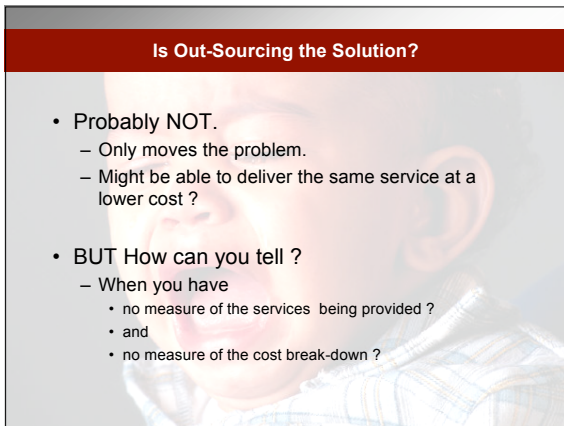 Is Out-Sourcing the Solution?
• Probably NOT.
– Only moves the problem.
– Might be able to deliver the same service at a
lower cost ?
• BUT How can you tell ?
– When you have
• no measure of the services being provided ?
• and
• no measure of the cost break-down ?